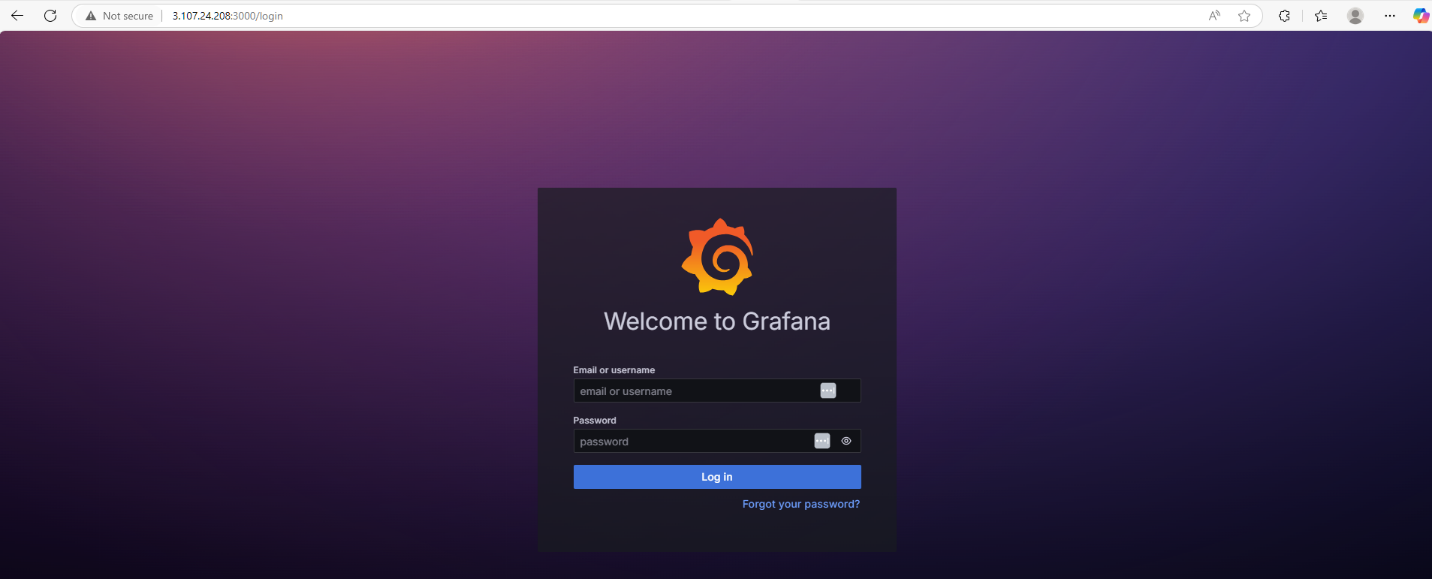 Not secure 3.107.24.208:3000/login
Welcome to Grafana
Email or username
email or username
Password
password
Log in
Forgot your password?